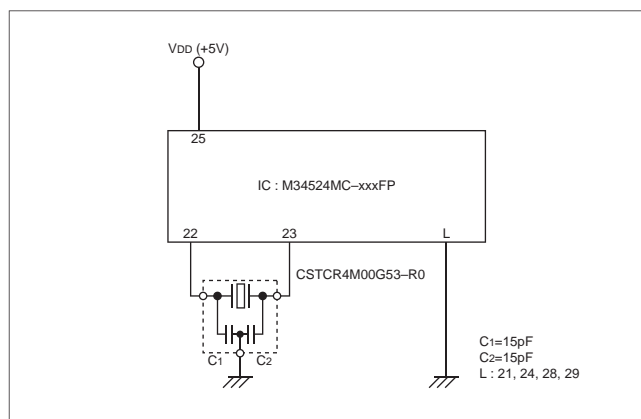 VDD (+5V)
25
IC : M34524MC–xxxFP
22
23
L
CSTCR4M00G53–R0
C1
C2
C1=15pF
C2=15pF
L : 21, 24, 28, 29